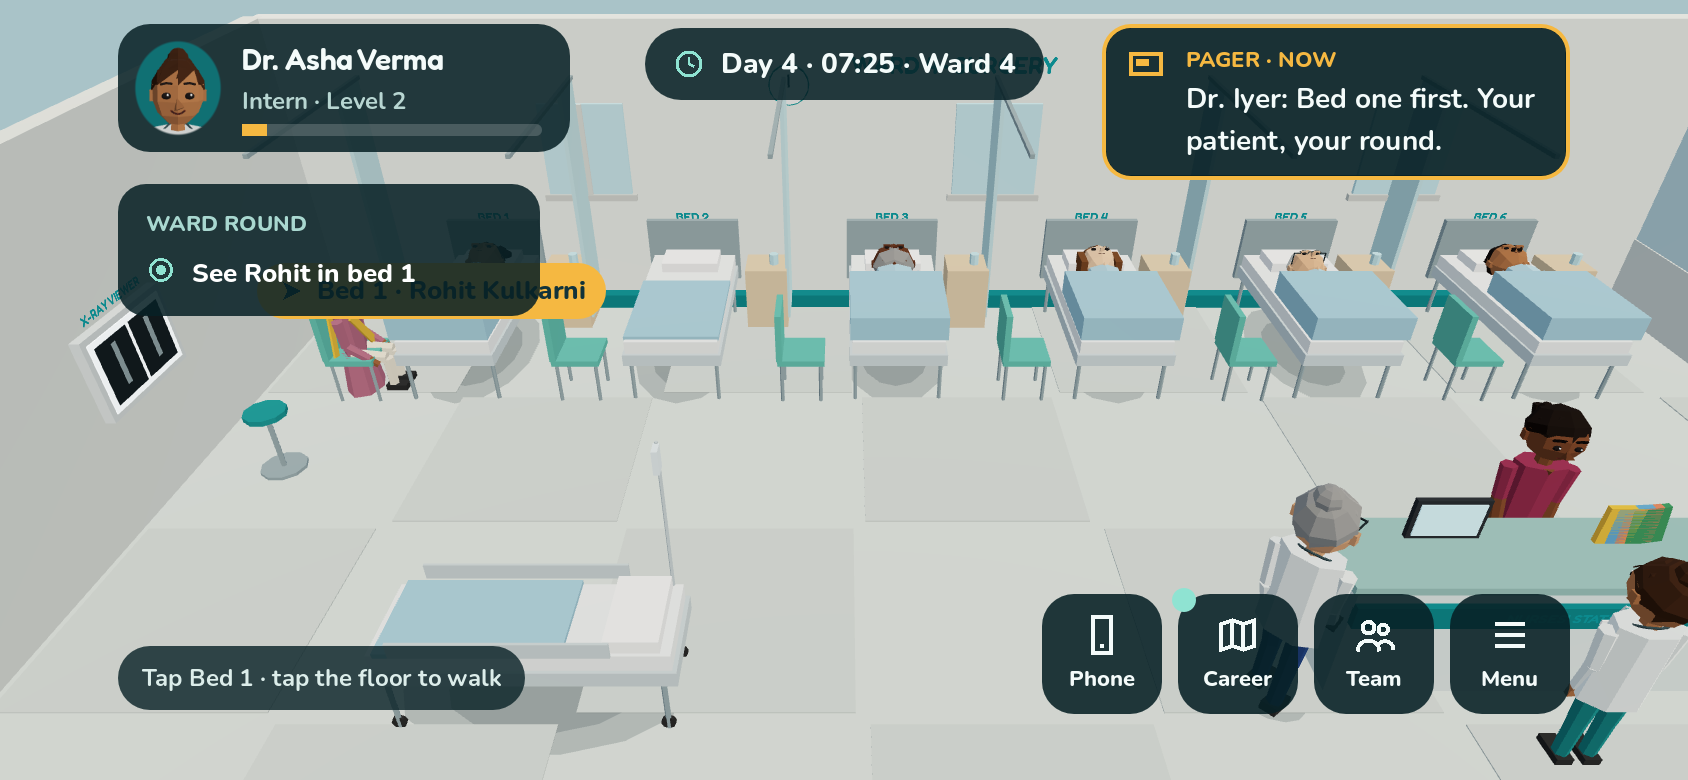 Dr. Asha Verma
Intern · Level 2
Day 4 · 07:25 · Ward 4
PAGER · NOW
Dr. Iyer: Bed one first. Your
patient, your round.
WARD ROUND
See Rohit in bed 1
Bed 1 · Rohit Kulkarni
BED 1
BED 2
BED 3
BED 4
BED 5
BED 6
X-RAY VIEWER
Tap Bed 1 · tap the floor to walk
Phone
Career
Team
Menu